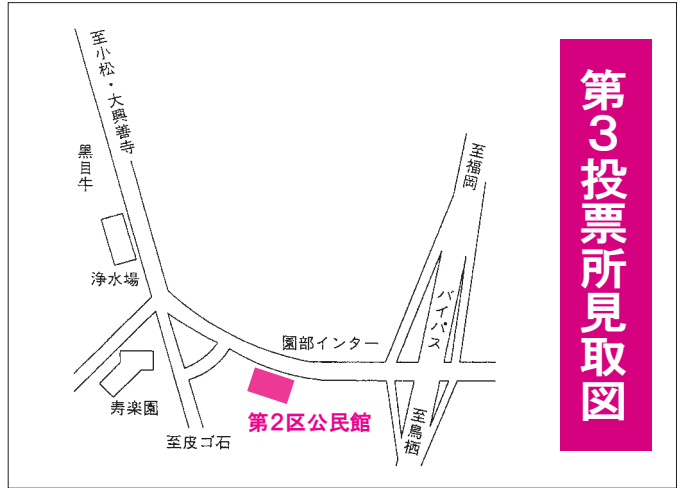 第3投票所見取図
至小松・大興善寺
黒目牛
浄水場
寿楽園
至皮ゴ石
第2区公民館
園部インター
至福岡
バイパス
至鳥栖